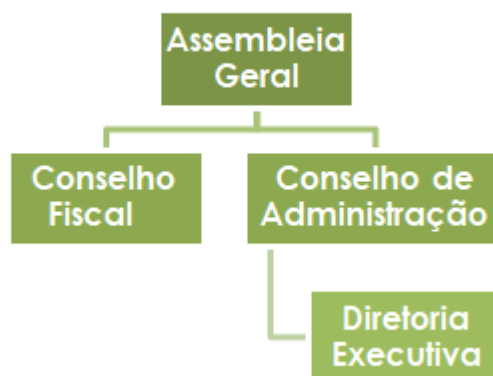 Assembleia
Geral
Conselho
Fiscal
Conselho de
Administração
Diretoria
Executiva